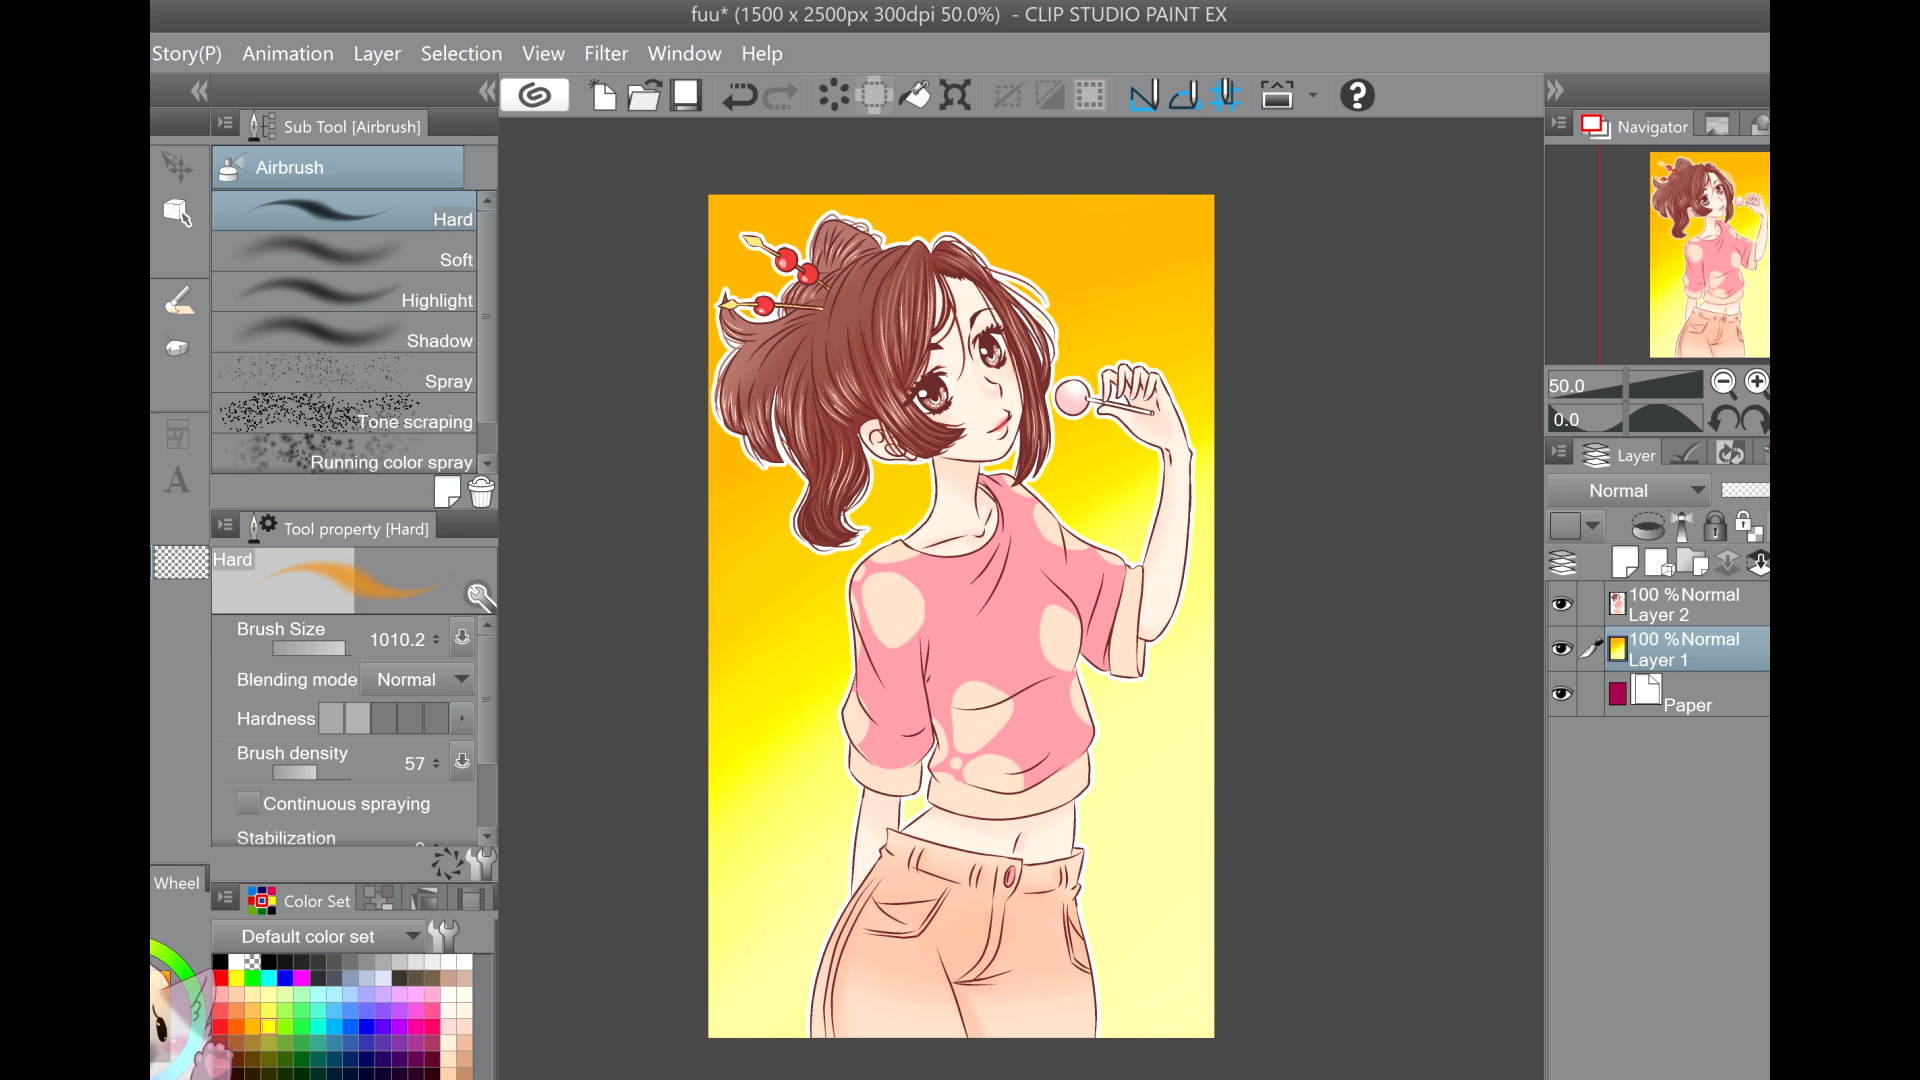 fuu* (1500 x 2500px 300dpi 50.0%)  - CLIP STUDIO PAINT EX
Story(P) Animation Layer Selection View Filter Window Help
Sub Tool [Airbrush]
Airbrush
Hard
Soft
Highlight
Shadow
Spray
Tone scraping
Running color spray
A
Tool property [Hard]
Hard
Brush Size 1010.2
Blending mode Normal
Hardness
Brush density 57
Continuous spraying
Stabilization
Wheel
Color Set
Default color set
?
Navigator
50.0
0.0
Layer
Normal
100 %Normal
Layer 2
100 %Normal
Layer 1
Paper